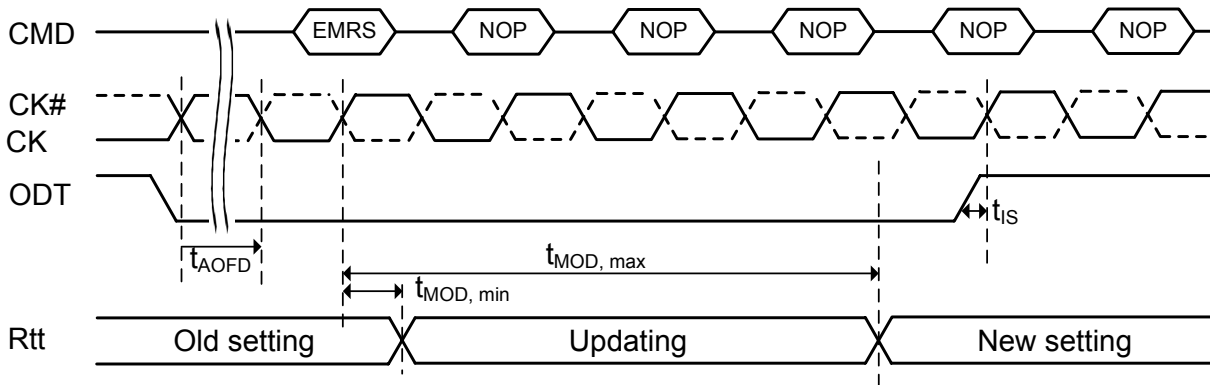 CMD EMRS NOP NOP NOP NOP NOP
CK#
CK
ODT
tIS
tAOFD
tMOD, max
tMOD, min
Rtt Old setting Updating New setting